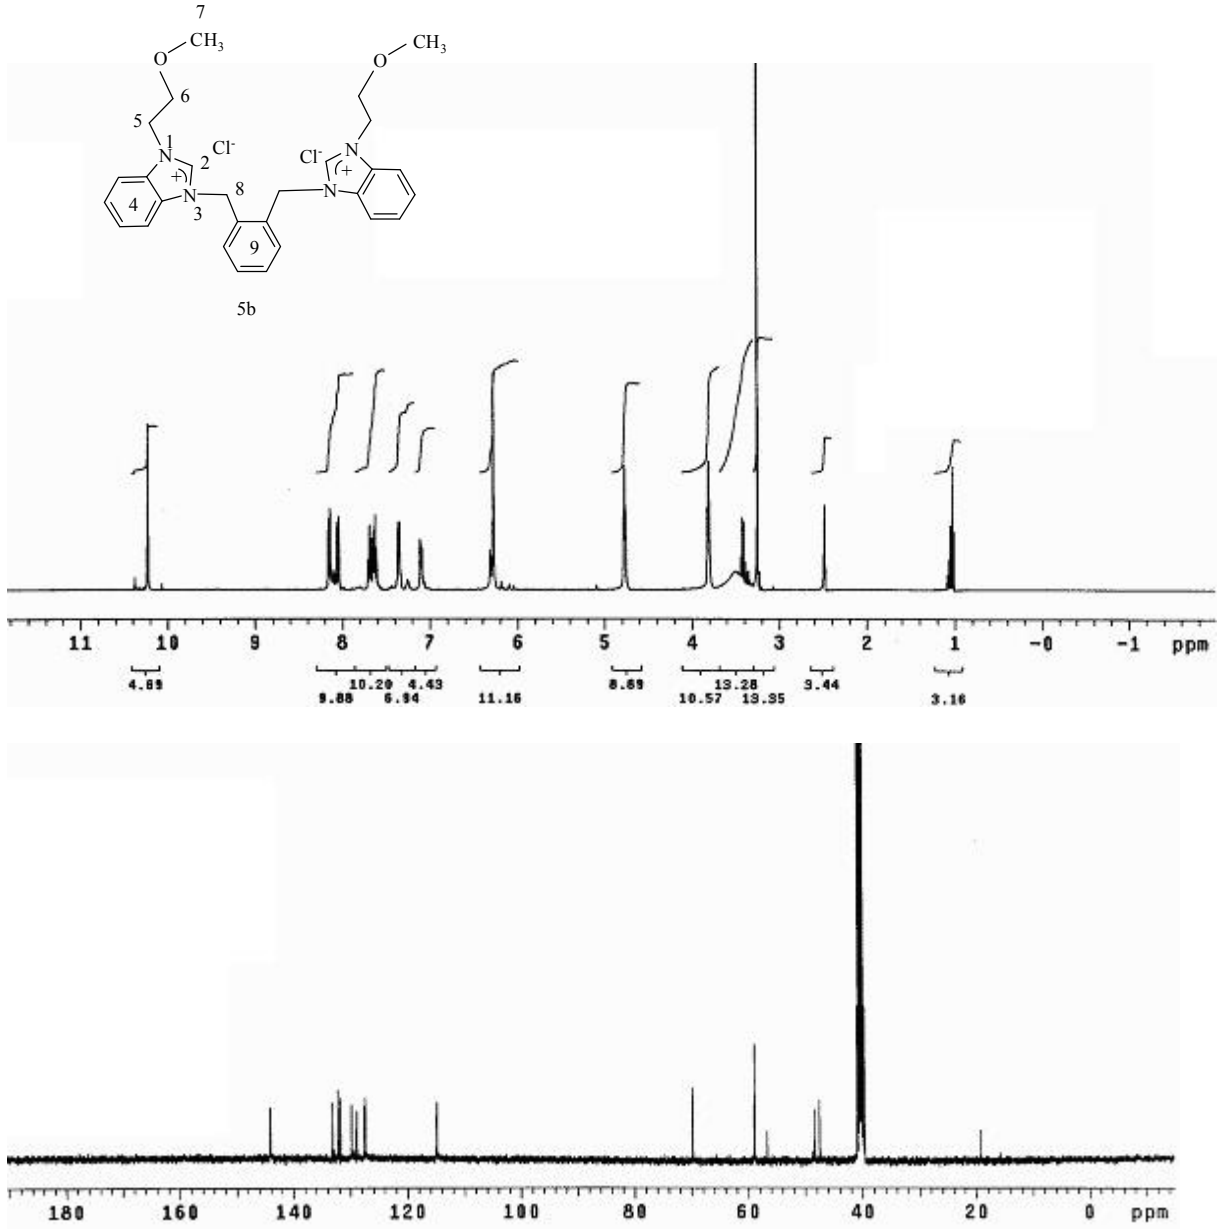 7
CH3
CH3
O
O
6
5
1
N
N
2
Cl-
Cl-
+
+
8
4
N
3
N
9
5b
11 10 9 8 7 6 5 4 3 2 1 -0 -1 ppm
4.89 10.20 4.43 8.69 13.28 3.44
9.88 6.94 11.16 10.57 13.35 3.16
180 160 140 120 100 80 60 40 20 0 ppm